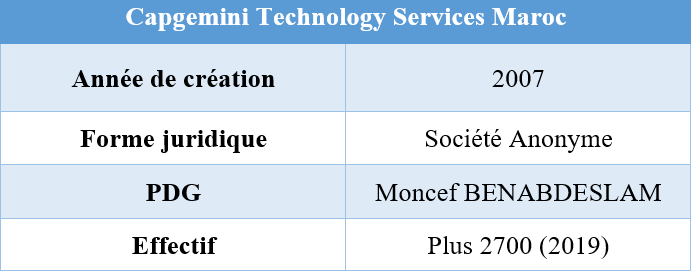 Capgemini Technology Services Maroc
Année de création 2007
Forme juridique Société Anonyme
PDG Moncef BENABDESLAM
Effectif Plus 2700 (2019)